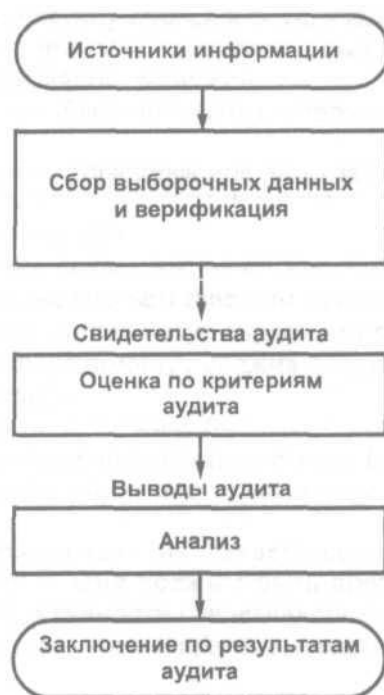 Источники информации
Сбор выборочных данных
и верификация
Свидетельства аудита
Оценка по критериям
аудита
Выводы аудита
Анализ
Заключение по результатам
аудита